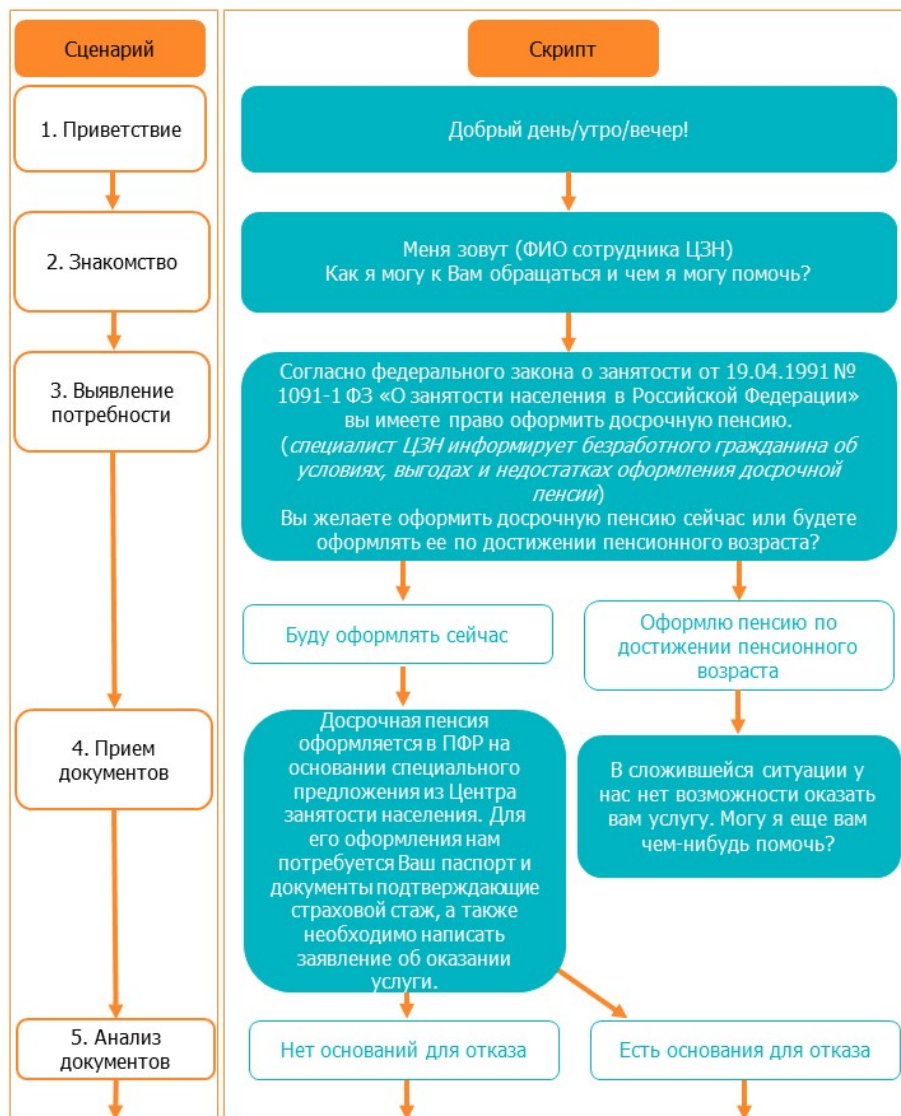 Сценарий
Скрипт
1. Приветствие
Добрый день/утро/вечер!
2. Знакомство
Меня зовут (ФИО сотрудника ЦЗН)
Как я могу к Вам обращаться и чем я могу помочь?
3. Выявление
потребности
Согласно федерального закона о занятости от 19.04.1991 №
1091-1 ФЗ «О занятости населения в Российской Федерации»
вы имеете право оформить досрочную пенсию.
(специалист ЦЗН информирует безработного гражданина об
условиях, выгодах и недостатках оформления досрочной
пенсии)
Вы желаете оформить досрочную пенсию сейчас или будете
оформлять ее по достижении пенсионного возраста?
Буду оформлять сейчас
Оформлю пенсию по
достижении пенсионного
возраста
4. Прием
документов
Досрочная пенсия
оформляется в ПФР на
основании специального
предложения из Центра
занятости населения. Для
его оформления нам
потребуется Ваш паспорт и
документы подтверждающие
страховой стаж, а также
необходимо написать
заявление об оказании
услуги.
В сложившейся ситуации у
нас нет возможности оказать
вам услугу. Могу я еще вам
чем-нибудь помочь?
5. Анализ
документов
Нет оснований для отказа
Есть основания для отказа